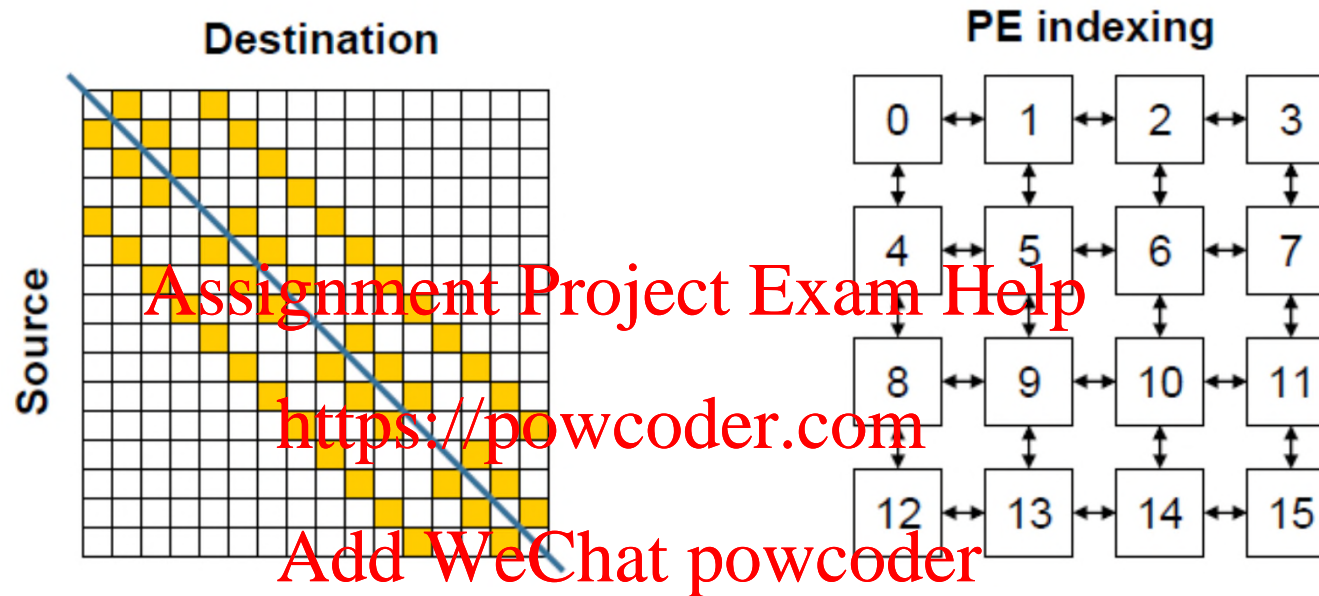 Destination
PE indexing
Source
0 1 2 3
4 5 6 7
8 9 10 11
12 13 14 15
Assignment Project Exam Help
https://powcoder.com
Add WeChat powcoder